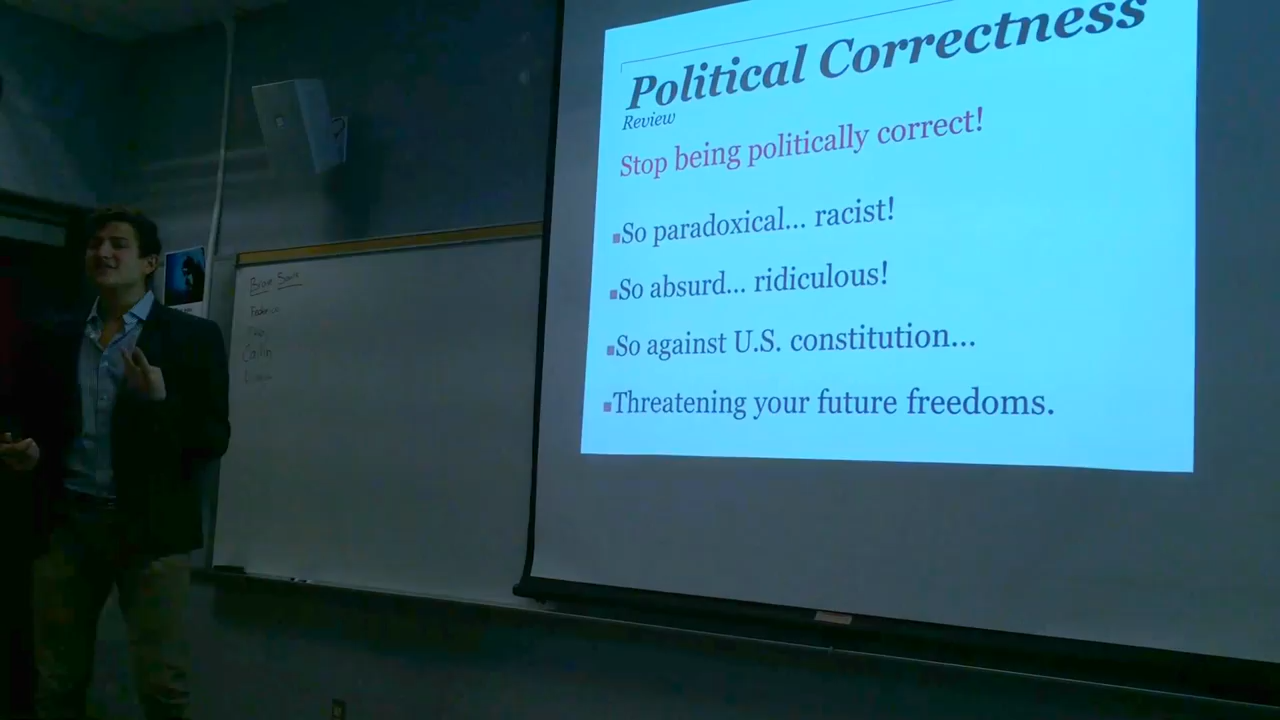 Political Correctness
Review
Stop being politically correct!
▪So paradoxical... racist!
▪So absurd... ridiculous!
▪So against U.S. constitution...
▪Threatening your future freedoms.
Caitlin